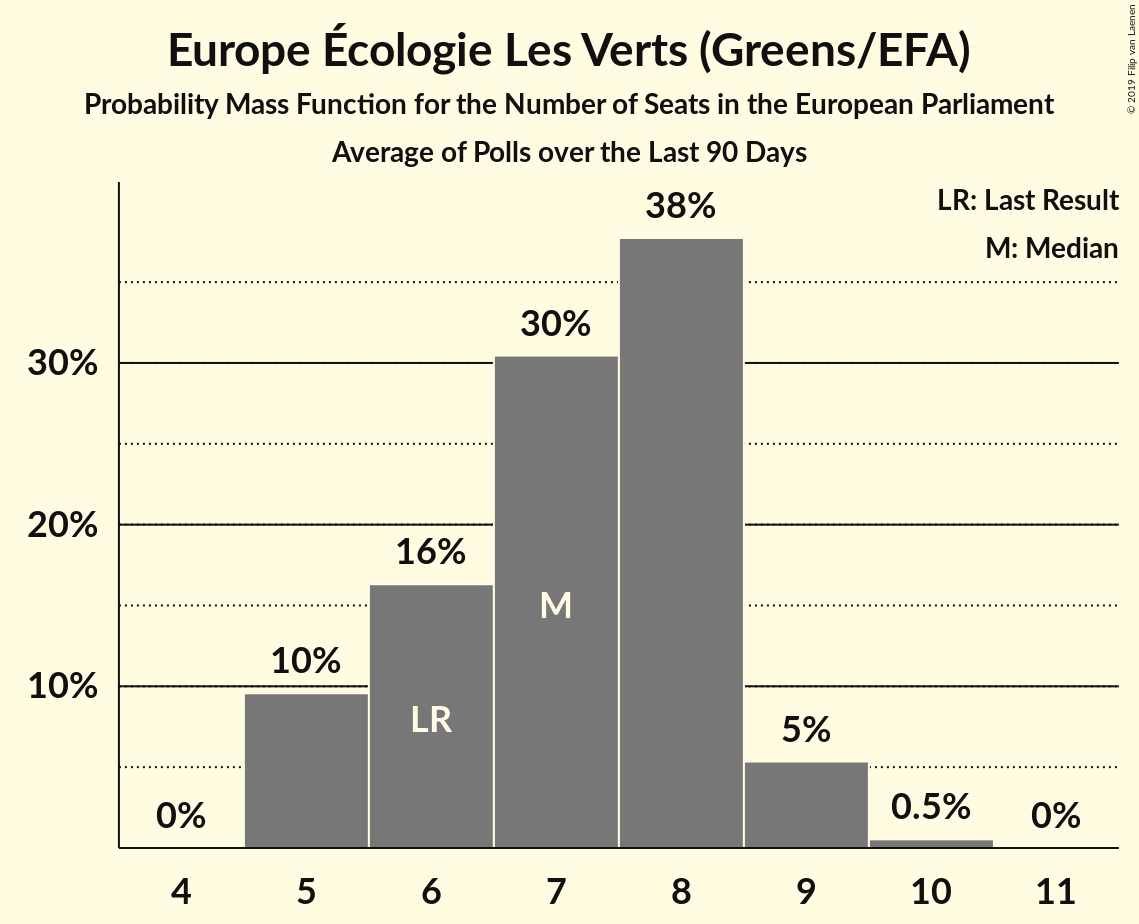 Europe Écologie Les Verts (Greens/EFA)
Probability Mass Function for the Number of Seats in the European Parliament
Average of Polls over the Last 90 Days
© 2019 Filip van Laenen
LR: Last Result
M: Median
38%
30%
30%
20%
16%
M
10%
10%
LR
5%
0%
0.5%
0%
4 5 6 7 8 9 10 11